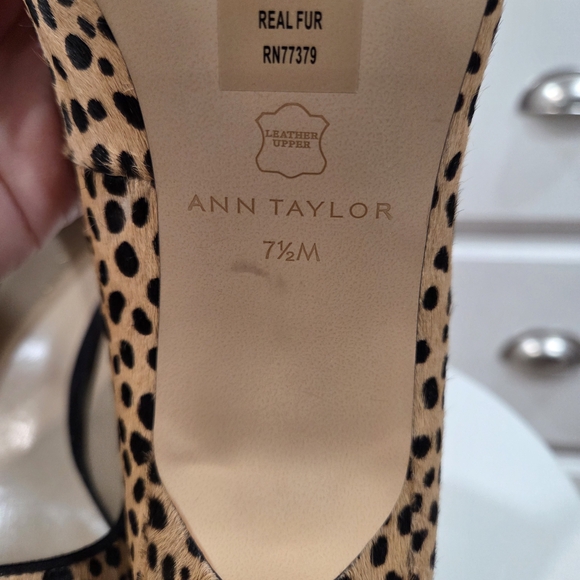 REAL FUR
RN77379
LEATHER
UPPER
ANN TAYLOR
7½M